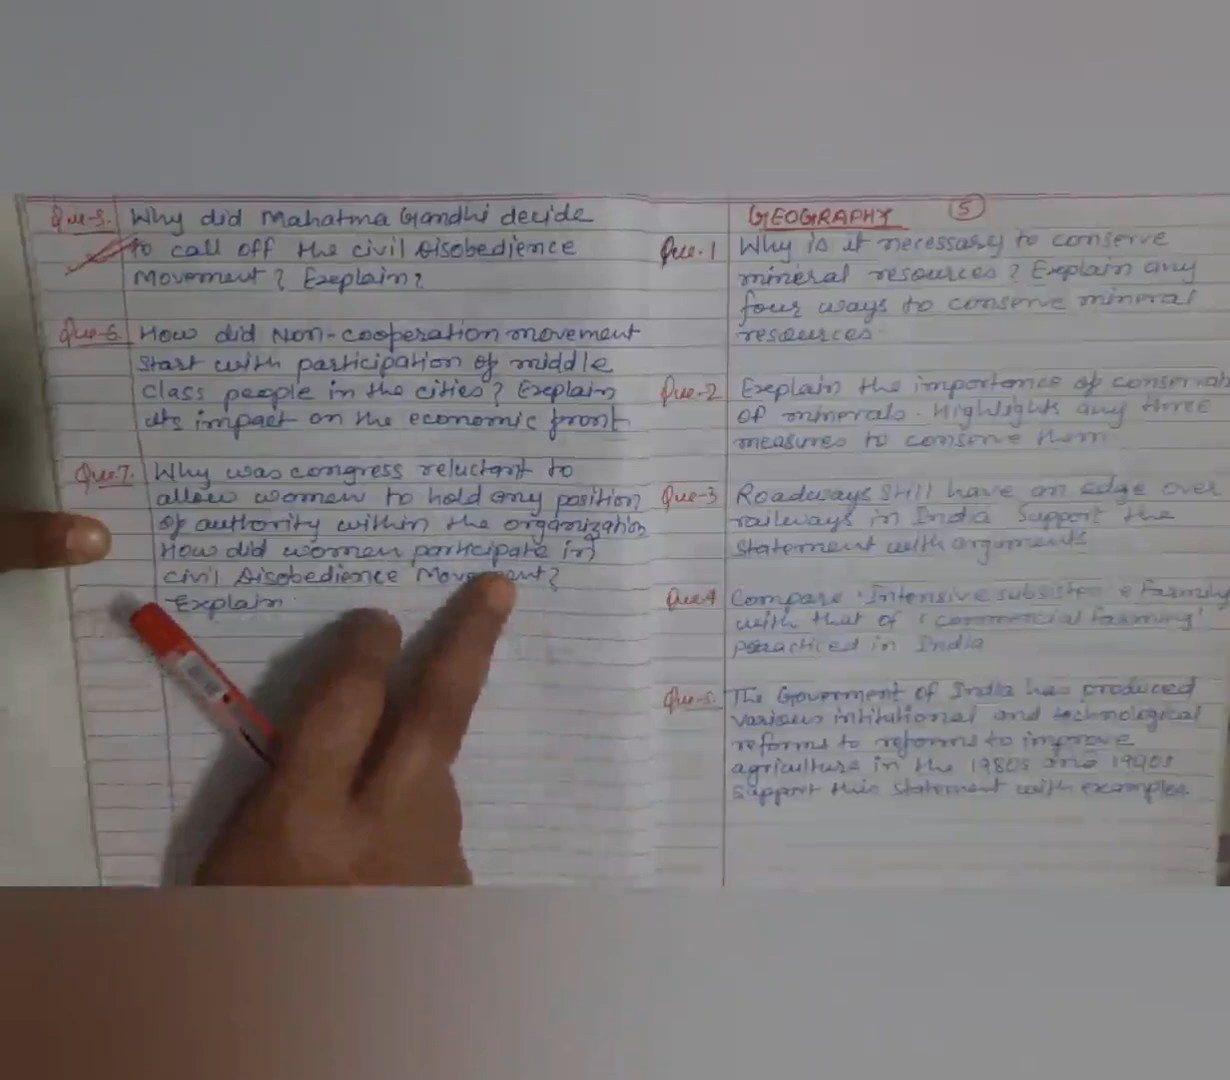 Que-5. Why did Mahatma Gandhi decide
to call off the civil Disobedience
Movement? Explain?
Que-6. How did Non-cooperation movement
start with participation of middle
class people in the cities? Explain
its impact on the economic front
Que-7. Why was congress reluctant to
allow women to hold any position
of authority within the organization
How did women participate in
civil Disobedience Movement?
Explain.
GEOGRAPHY 5
Que.1 Why is it necessary to conserve
mineral resources? Explain any
four ways to conserve mineral
resources.
Que-2 Explain the importance of conservat
of minerals. Highlights any three
measures to conserve them
Que-3 Roadways still have an edge over
railways in India Support the
statement with arguments
Que4 Compare 'Intensive subsistence farming
with that of 'commercial farming'
practiced in India
Que-5. The Goverment of India has produced
various intitutional and technological
reforms to reforms to improve
agriculture in the 1980s and 1990s
Support this statement with examples.